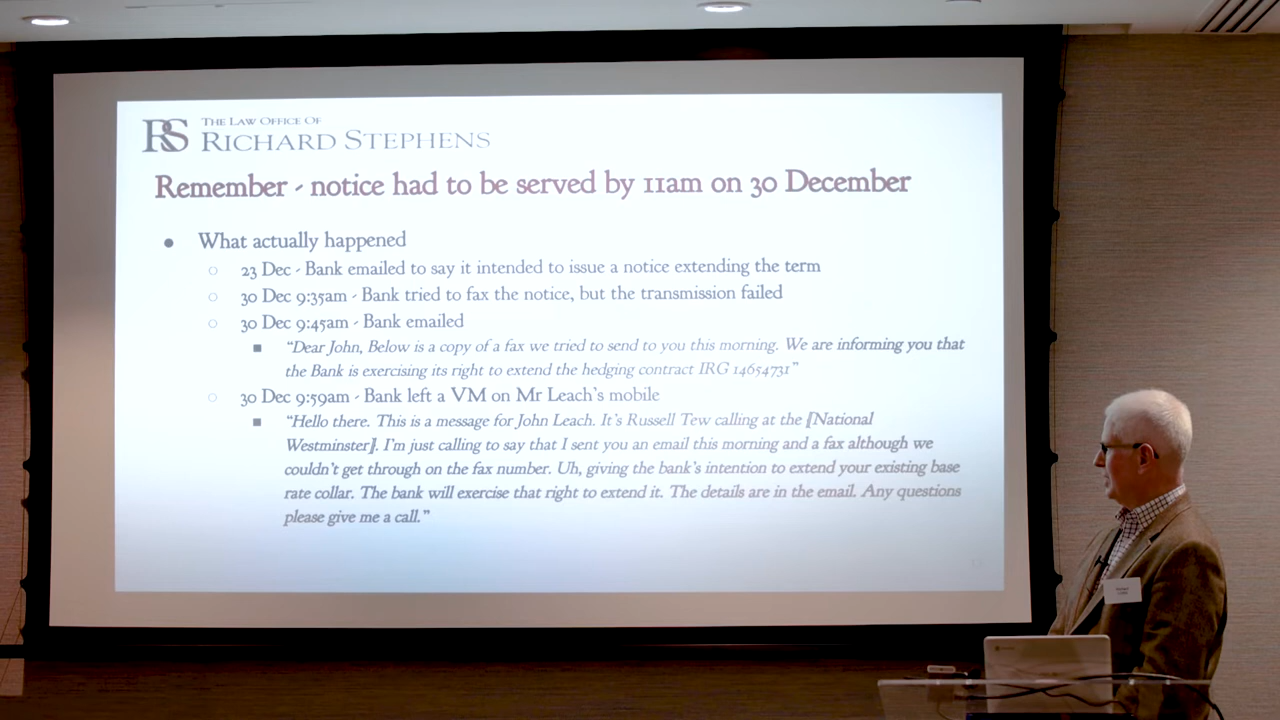 RS THE LAW OFFICE OF
RICHARD STEPHENS
Remember - notice had to be served by 11am on 30 December
● What actually happened
○ 23 Dec - Bank emailed to say it intended to issue a notice extending the term
○ 30 Dec 9:35am - Bank tried to fax the notice, but the transmission failed
○ 30 Dec 9:45am - Bank emailed
■ “Dear John, Below is a copy of a fax we tried to send to you this morning. We are informing you that
the Bank is exercising its right to extend the hedging contract IRG 14654731”
○ 30 Dec 9:59am - Bank left a VM on Mr Leach’s mobile
■ “Hello there. This is a message for John Leach. It’s Russell Tew calling at the [National
Westminster]. I’m just calling to say that I sent you an email this morning and a fax although we
couldn’t get through on the fax number. Uh, giving the bank’s intention to extend your existing base
rate collar. The bank will exercise that right to extend it. The details are in the email. Any questions
please give me a call.”